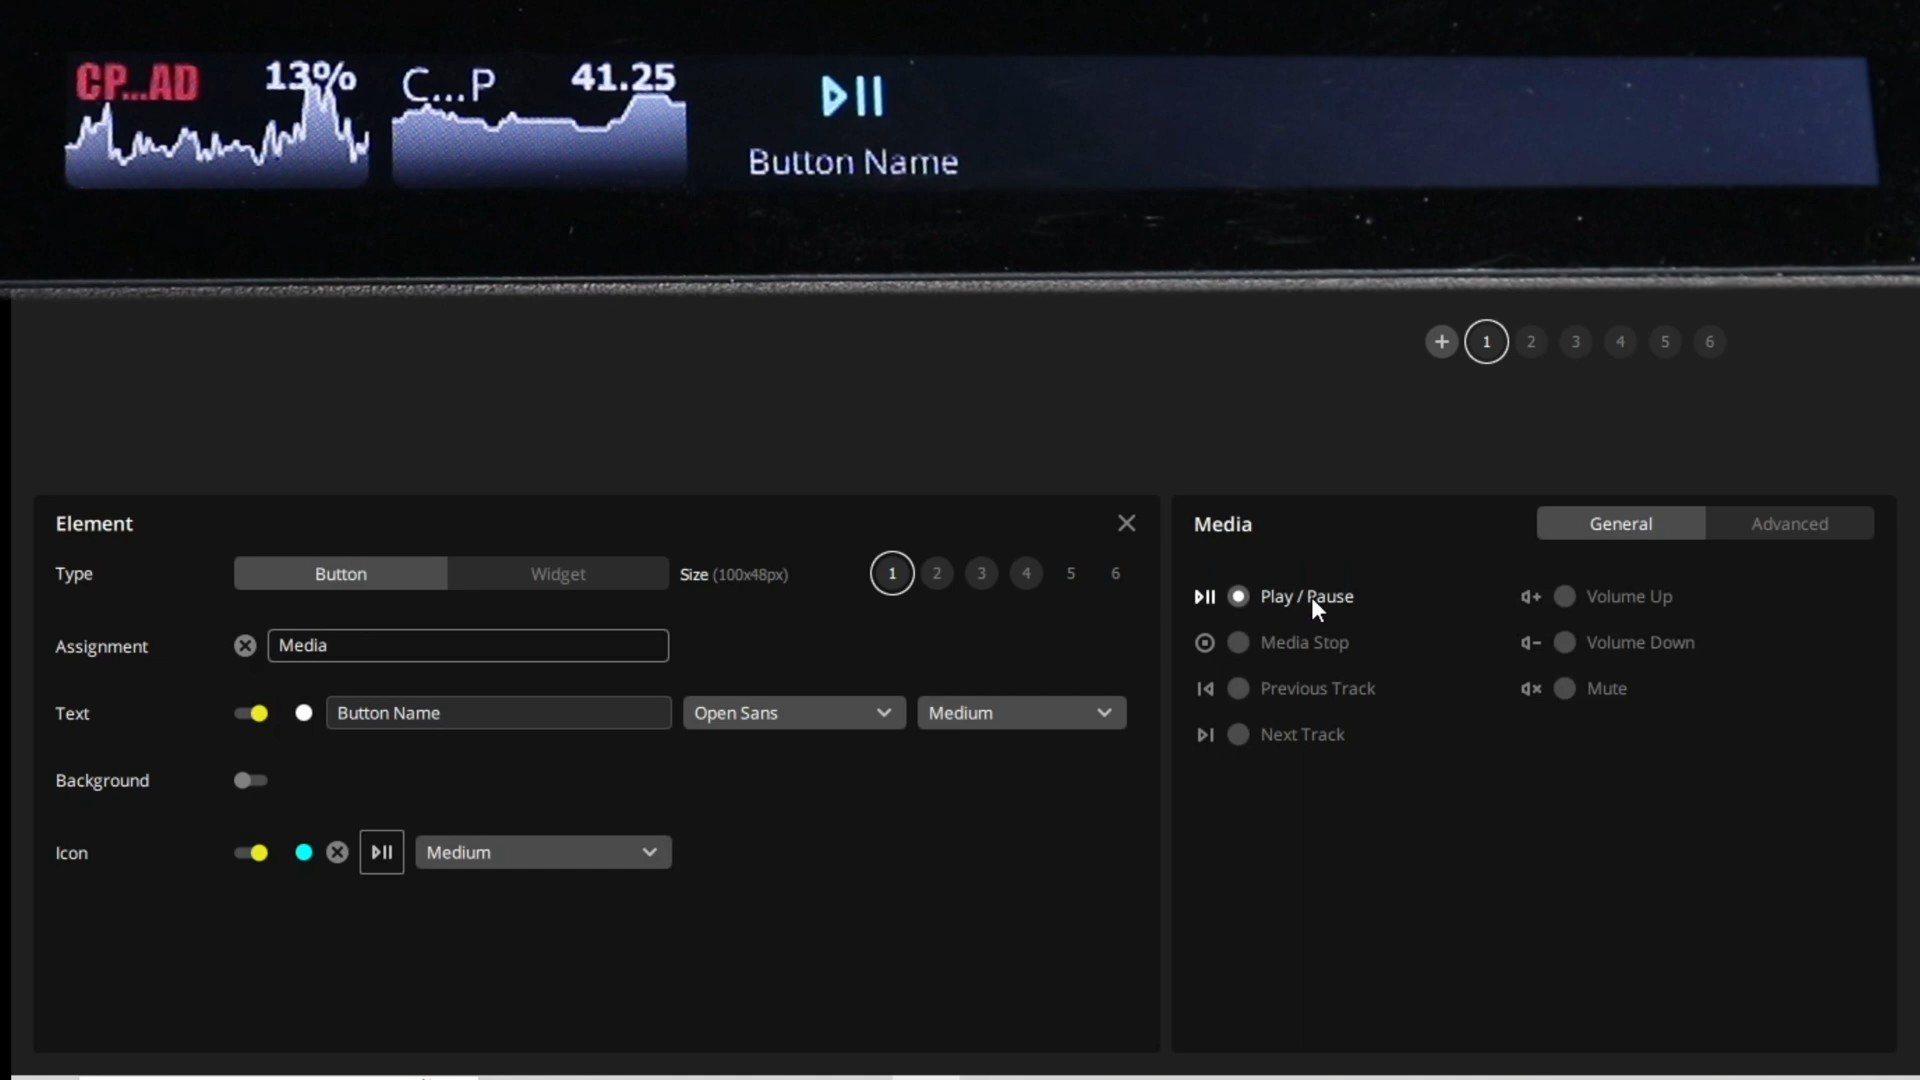 CP...AD 13% C...P 41.25
Button Name
+ 1 2 3 4 5 6
Element
Type Button Widget Size (100x48px) 1 2 3 4 5 6
Assignment Media
Text Button Name Open Sans Medium
Background
Icon Medium
Media General Advanced
Play / Pause Volume Up
Media Stop Volume Down
Previous Track Mute
Next Track